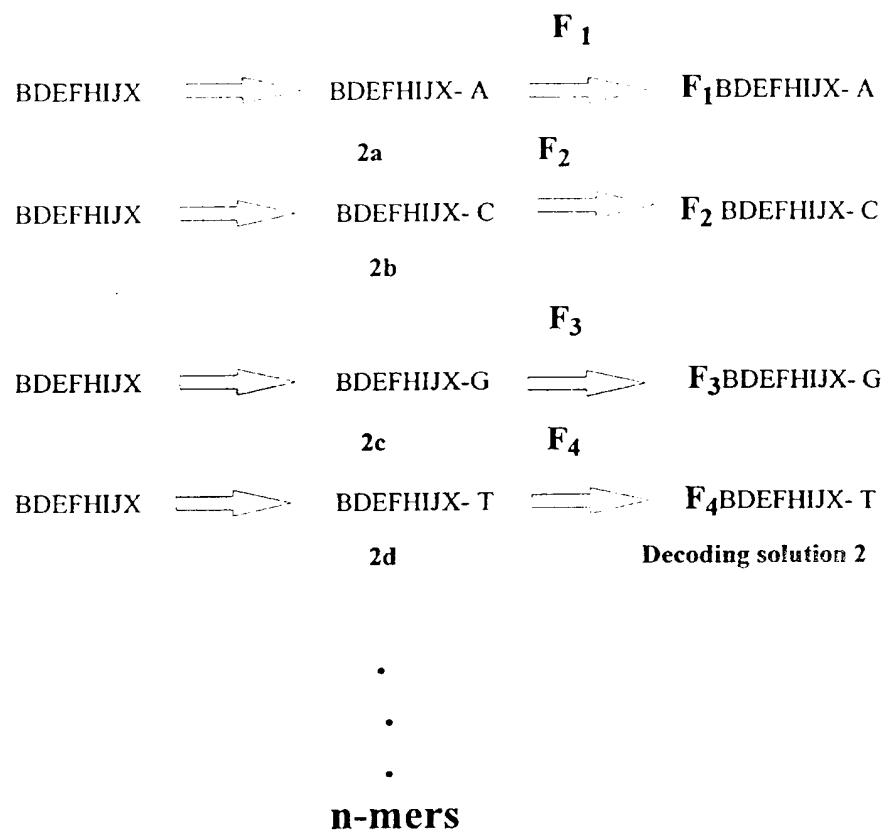 F1
BDEFHIJX BDEFHIJX- A F1BDEFHIJX- A
2a F2
BDEFHIJX BDEFHIJX- C F2 BDEFHIJX- C
2b
F3
BDEFHIJX BDEFHIJX-G F3BDEFHIJX- G
2c F4
BDEFHIJX BDEFHIJX- T F4BDEFHIJX- T
2d Decoding solution 2
n-mers